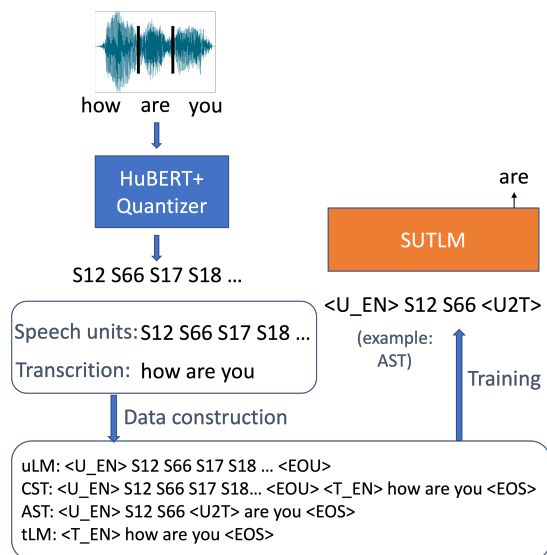 how are you
HuBERT+
Quantizer
S12 S66 S17 S18 ...
Speech units: S12 S66 S17 S18 ...
Transcrition: how are you
Data construction
uLM: <U_EN> S12 S66 S17 S18 ... <EOU>
CST: <U_EN> S12 S66 S17 S18... <EOU> <T_EN> how are you <EOS>
AST: <U_EN> S12 S66 <U2T> are you <EOS>
tLM: <T_EN> how are you <EOS>
are
SUTLM
<U_EN> S12 S66 <U2T>
(example:
AST)
Training